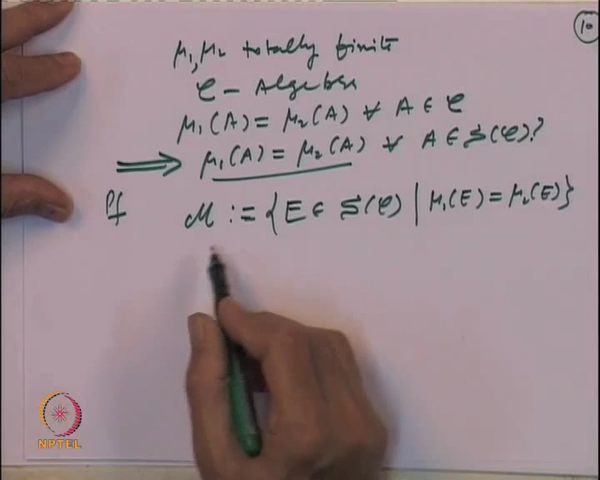 10
μ1, μ2 totally finite
𝒞 - Algebra
μ1(A) = μ2(A) ∀ A ∈ 𝒞
⟹ μ1(A) = μ2(A) ∀ A ∈ S(𝒞)?
Pf ℳ := {E ∈ S(𝒞) | μ1(E) = μ2(E)}
NPTEL